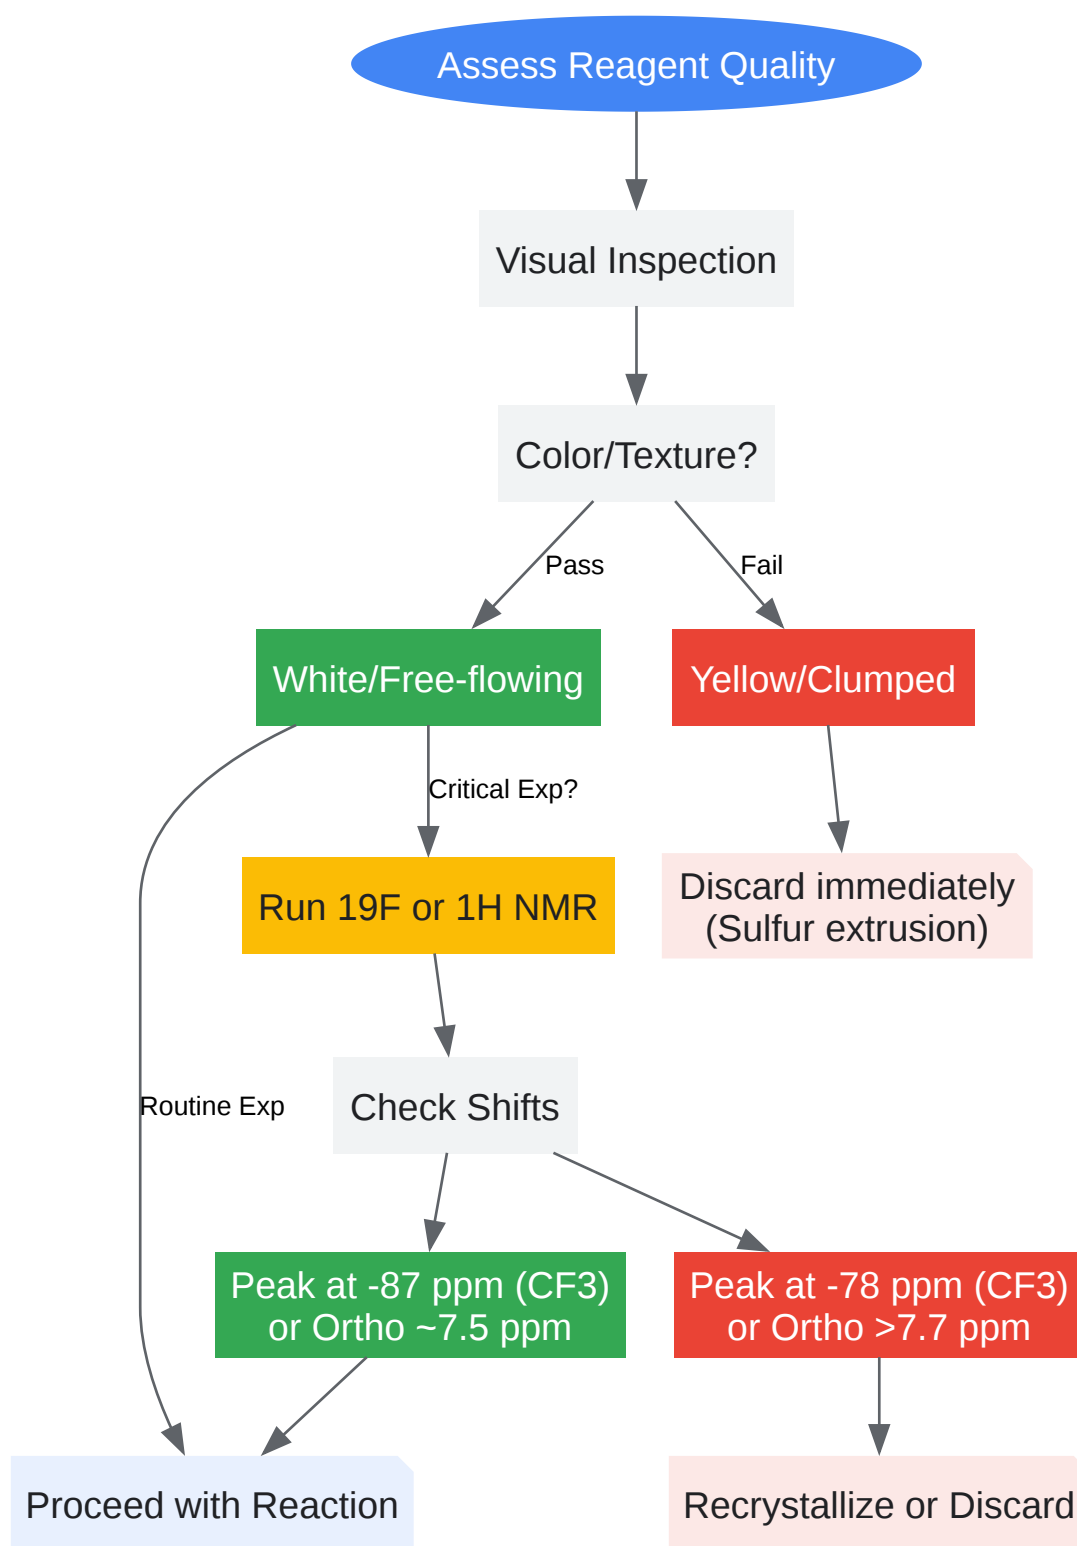 Assess Reagent Quality
Visual Inspection
Color/Texture?
Pass
Fail
White/Free-flowing
Yellow/Clumped
Critical Exp?
Run 19F or 1H NMR
Discard immediately
(Sulfur extrusion)
Routine Exp
Check Shifts
Peak at -87 ppm (CF3)
or Ortho ~7.5 ppm
Peak at -78 ppm (CF3)
or Ortho >7.7 ppm
Proceed with Reaction
Recrystallize or Discard